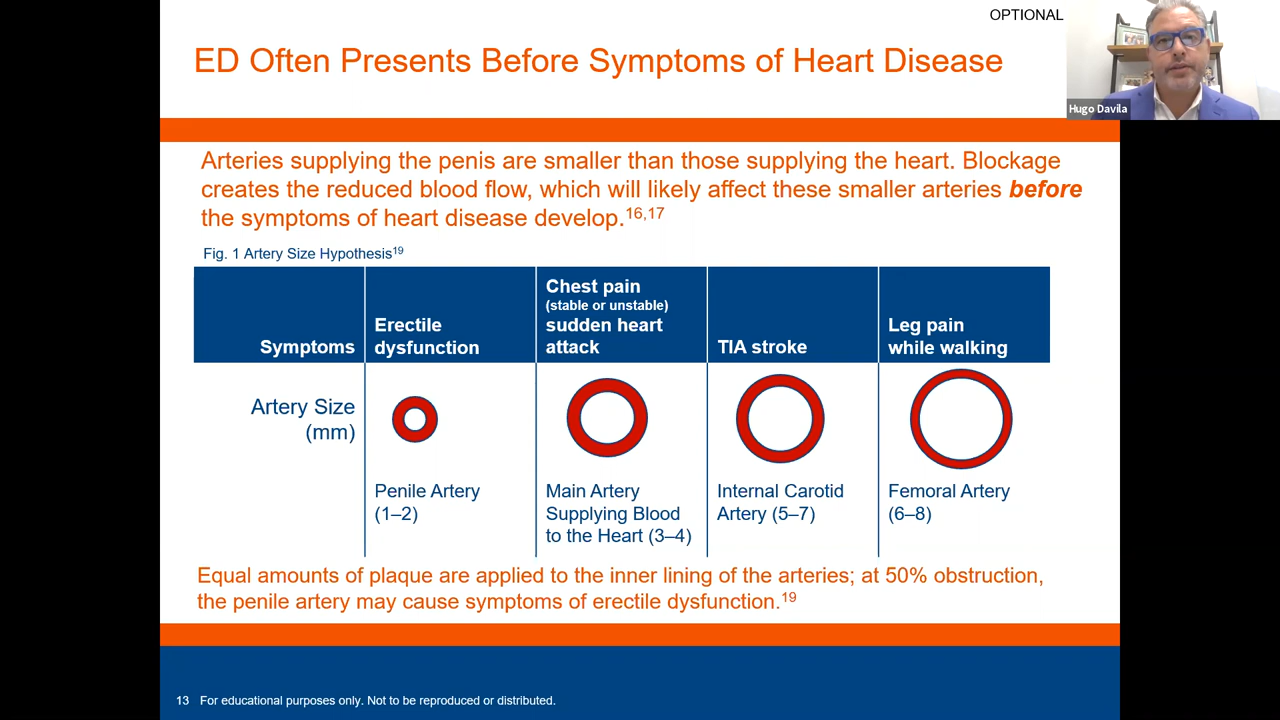 OPTIONAL
ED Often Presents Before Symptoms of Heart Disease
Hugo Davila
Arteries supplying the penis are smaller than those supplying the heart. Blockage
creates the reduced blood flow, which will likely affect these smaller arteries before
the symptoms of heart disease develop.16,17
Fig. 1 Artery Size Hypothesis19
Symptoms
Erectile
dysfunction
Chest pain
(stable or unstable)
sudden heart
attack
TIA stroke
Leg pain
while walking
Artery Size
(mm)
Penile Artery
(1–2)
Main Artery
Supplying Blood
to the Heart (3–4)
Internal Carotid
Artery (5–7)
Femoral Artery
(6–8)
Equal amounts of plaque are applied to the inner lining of the arteries; at 50% obstruction,
the penile artery may cause symptoms of erectile dysfunction.19
13 For educational purposes only. Not to be reproduced or distributed.